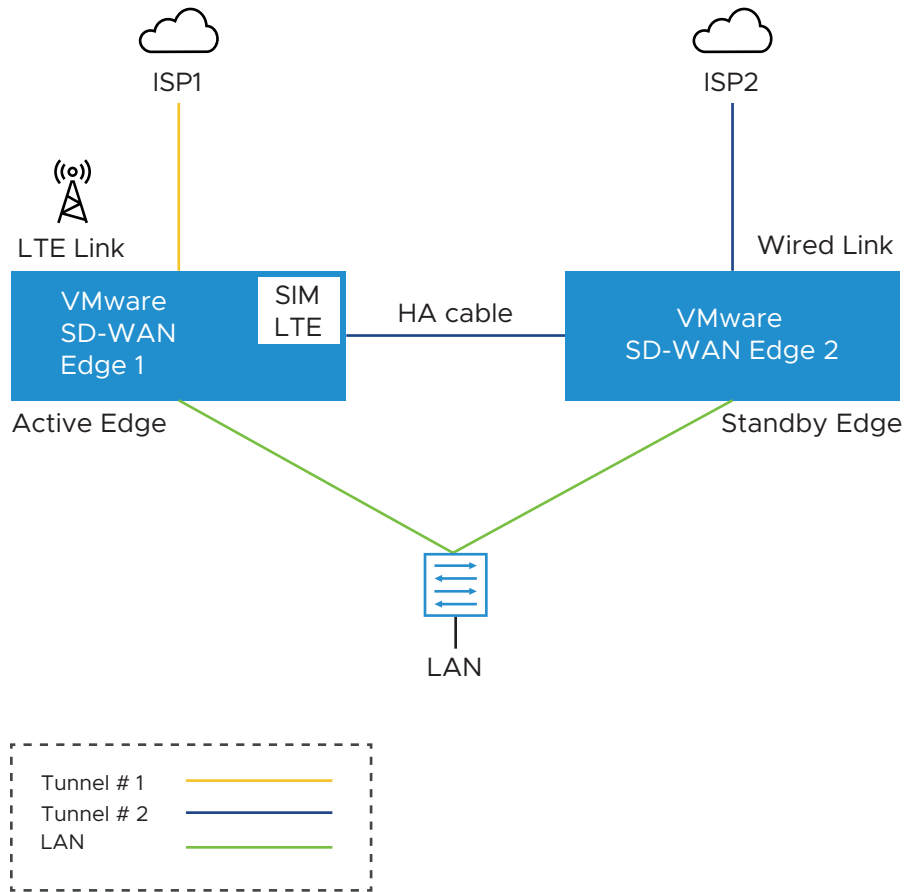 ISP1
ISP2
LTE Link
Wired Link
VMware
SD-WAN
Edge 1
SIM
LTE
HA cable
VMware
SD-WAN Edge 2
Active Edge
Standby Edge
LAN
Tunnel # 1
Tunnel # 2
LAN